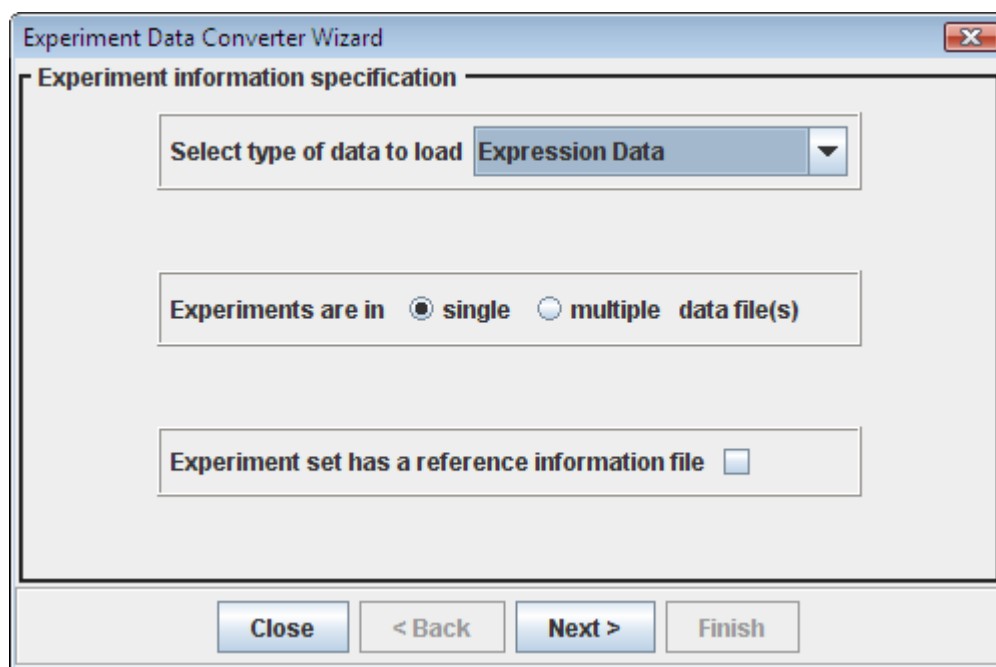 Experiment Data Converter Wizard
Experiment information specification
Select type of data to load Expression Data
Experiments are in single multiple data file(s)
Experiment set has a reference information file
Close < Back Next > Finish